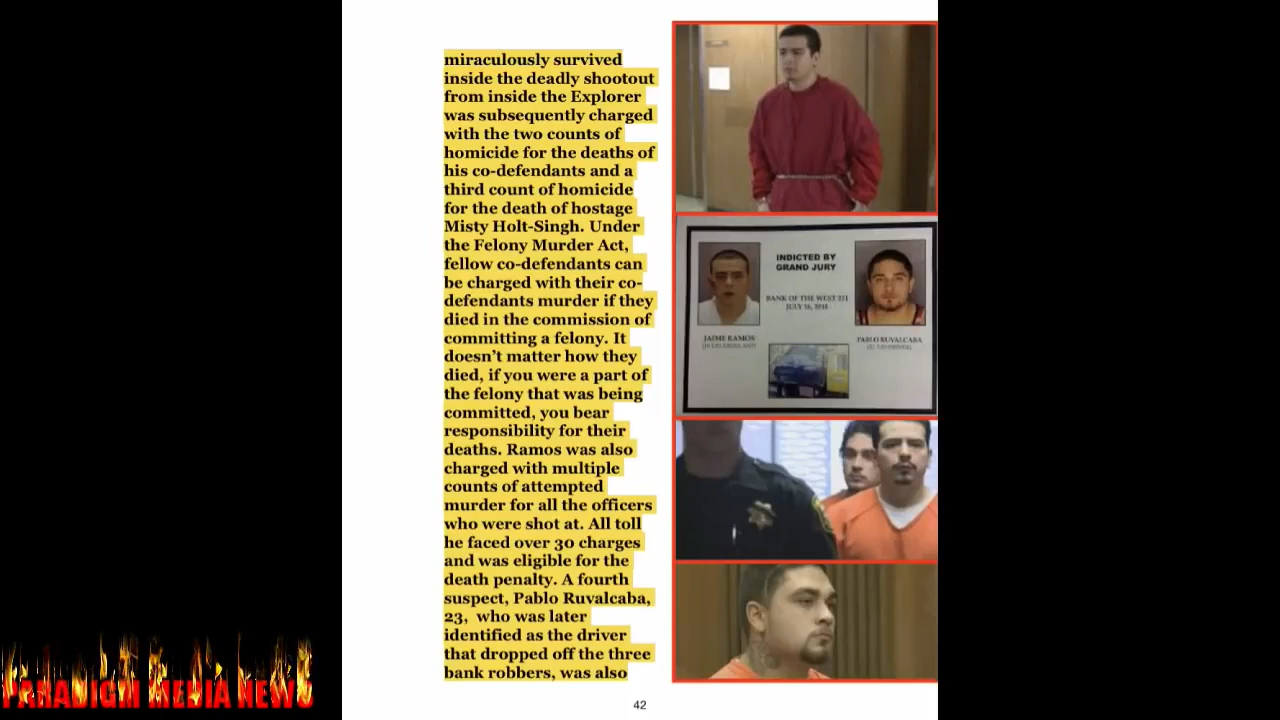 miraculously survived
inside the deadly shootout
from inside the Explorer
was subsequently charged
with the two counts of
homicide for the deaths of
his co-defendants and a
third count of homicide
for the death of hostage
Misty Holt-Singh. Under
the Felony Murder Act,
fellow co-defendants can
be charged with their co-
defendants murder if they
died in the commission of
committing a felony. It
doesn't matter how they
died, if you were a part of
the felony that was being
committed, you bear
responsibility for their
deaths. Ramos was also
charged with multiple
counts of attempted
murder for all the officers
who were shot at. All toll
he faced over 30 charges
and was eligible for the
death penalty. A fourth
suspect, Pablo Ruvalcaba,
23, who was later
identified as the driver
that dropped off the three
bank robbers, was also
INDICTED BY
GRAND JURY
BANK OF THE WEST
JULY 16, 2014
JAIME RAMOS
PABLO RUVALCABA
42
PARADIGM MEDIA NEWS